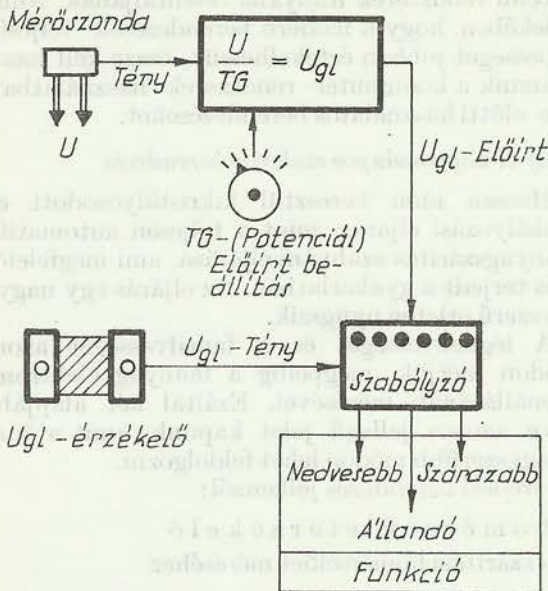 Mérőszonda
Tény
U
U
TG = Ugl
Ugl-Előírt
TG-(Potenciál)
Előírt be-
állítás
Ugl-Tény
Ugl-érzékelő
Szabályzó
Nedvesebb Szárazabb
Állandó
Funkció